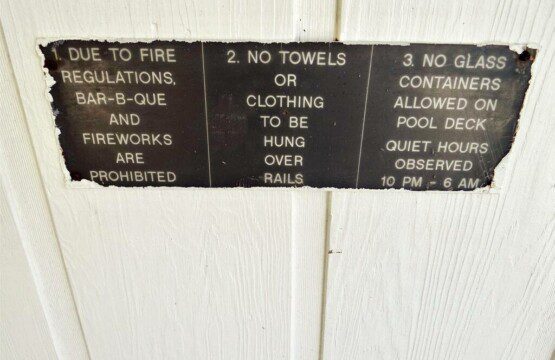 1. DUE TO FIRE
REGULATIONS,
BAR-B-QUE
AND
FIREWORKS
ARE
PROHIBITED
2. NO TOWELS
OR
CLOTHING
TO BE
HUNG
OVER
RAILS
3. NO GLASS
CONTAINERS
ALLOWED ON
POOL DECK
QUIET HOURS
OBSERVED
10 PM - 6 AM